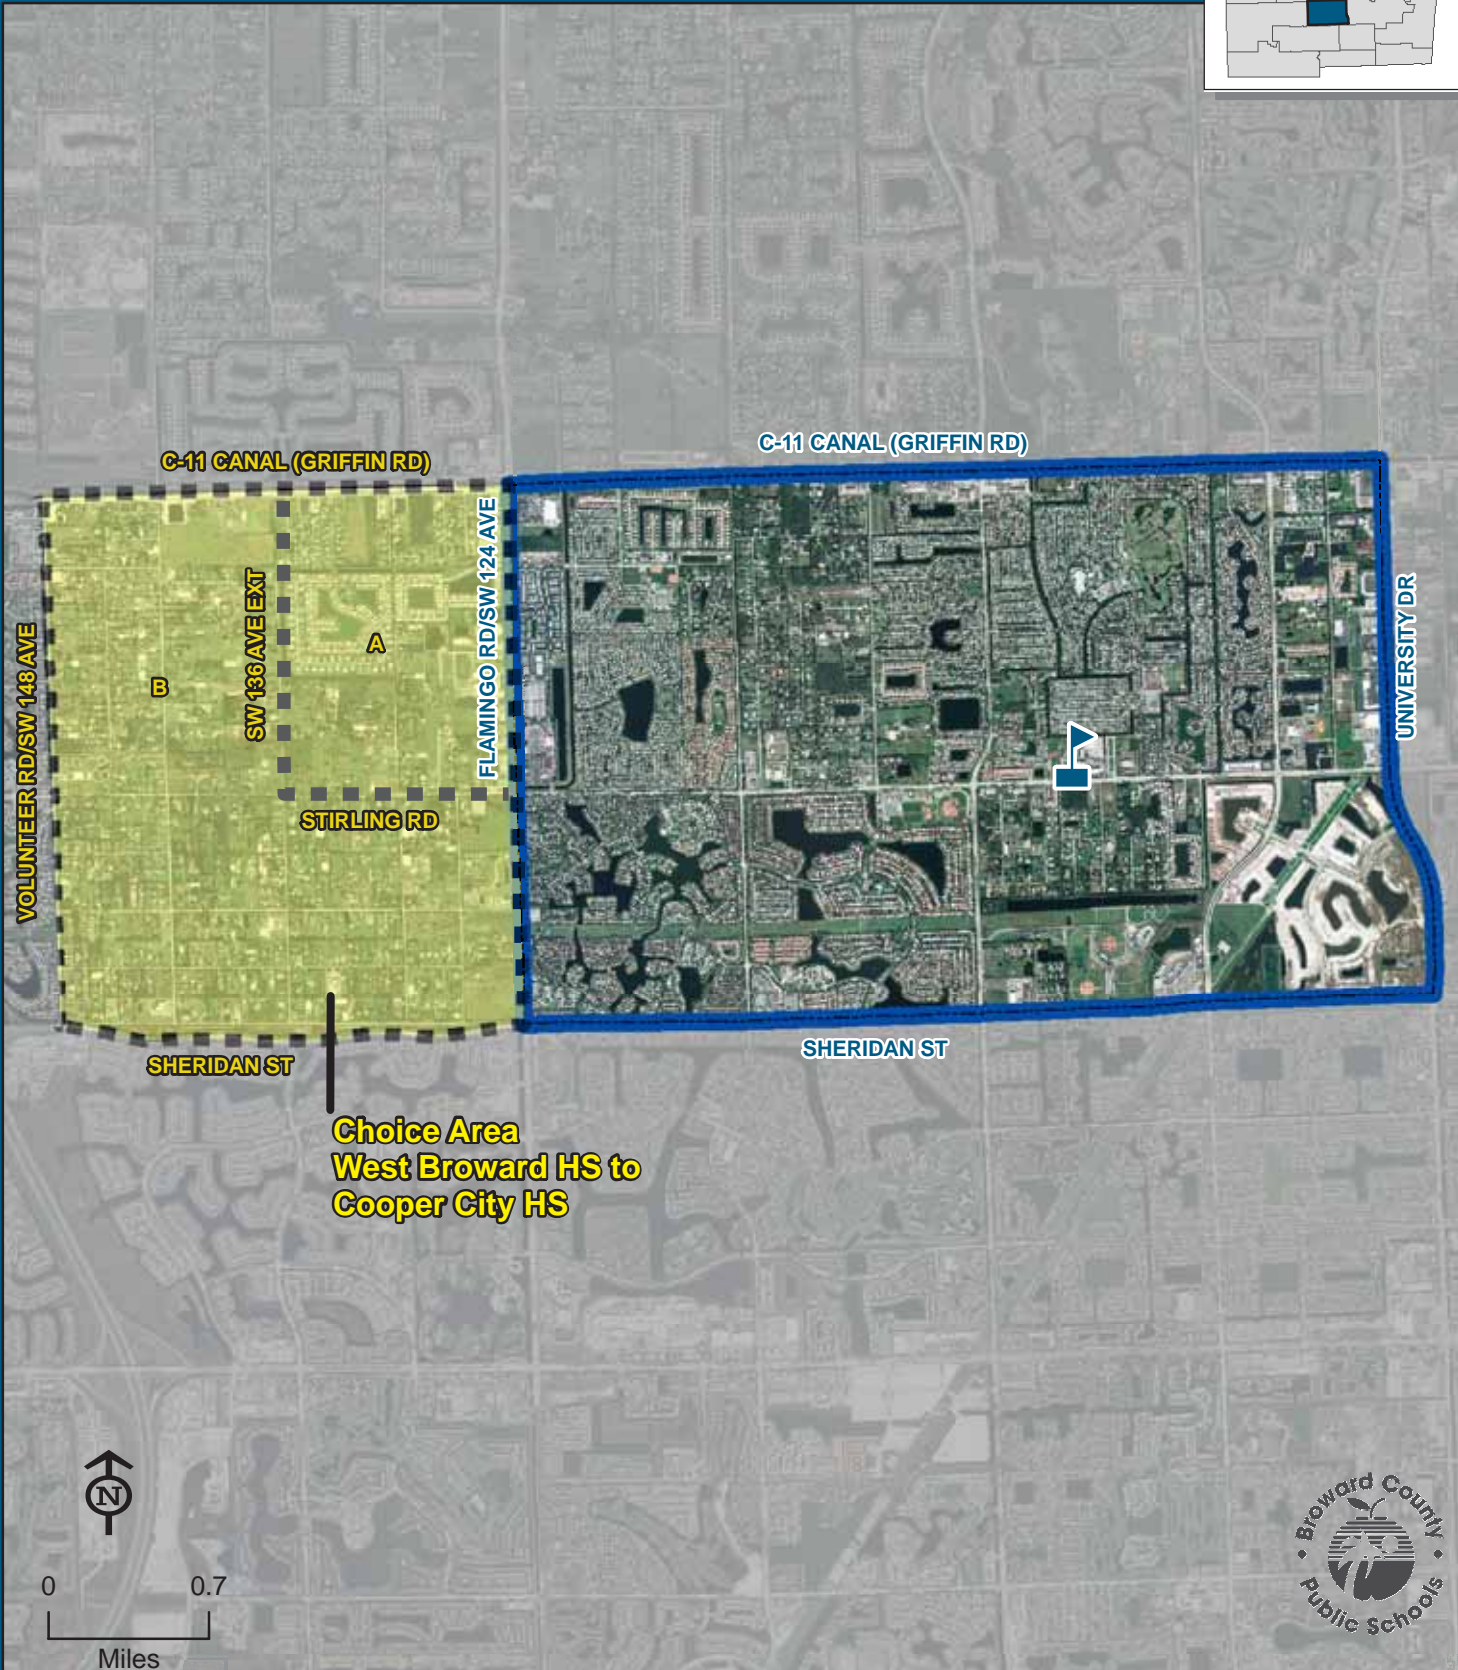 C-11 CANAL (GRIFFIN RD)
C-11 CANAL (GRIFFIN RD)
FLAMINGO RD/SW 124 AVE
SW 136 AVE EXT
UNIVERSITY DR
VOLUNTEER RD/SW 148 AVE
A
B
STIRLING RD
SHERIDAN ST
SHERIDAN ST
Choice Area
West Broward HS to
Cooper City HS
N
0 0.7
Miles
Broward County
Public Schools